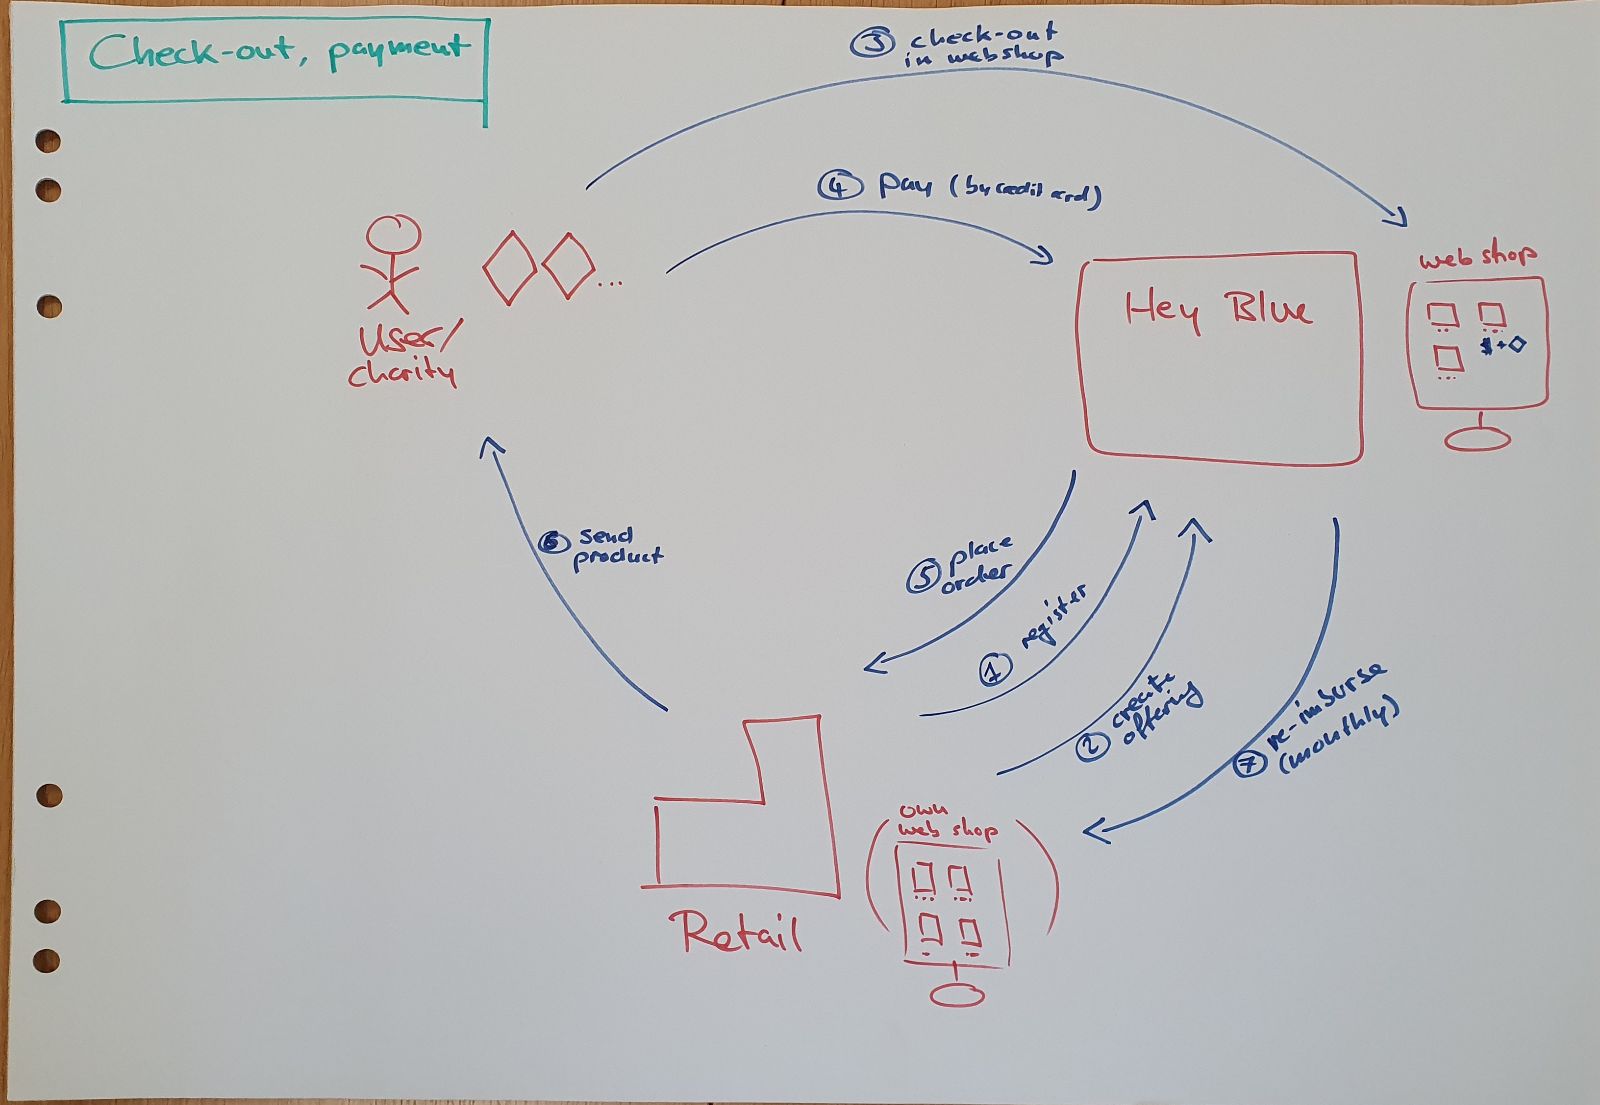 Check-out, payment
③ check-out
in webshop
④ pay (by credit card)
web shop
Hey Blue
$+◇
User/
charity
...
⑥ send
product
⑤ place
order
① register
② create
offering
⑦ re-imburse
(monthly)
own
web shop
Retail